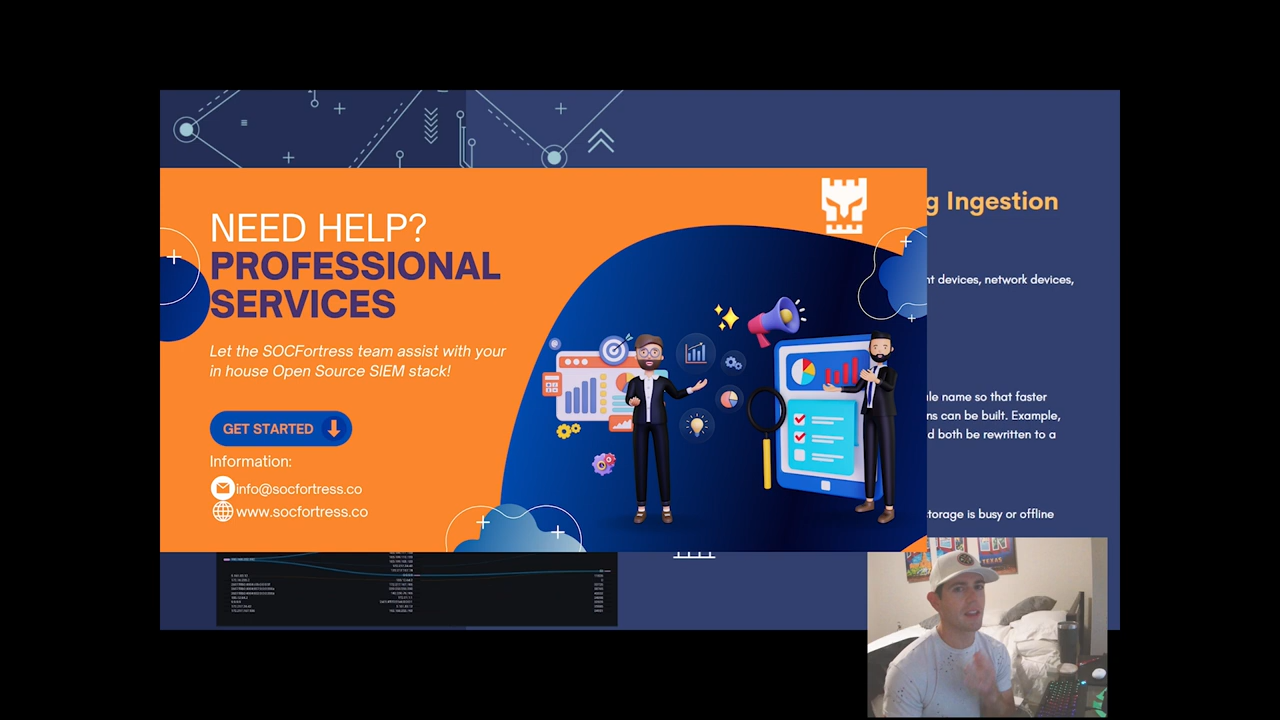 g Ingestion
NEED HELP?
PROFESSIONAL
SERVICES
nt devices, network devices,
Let the SOCFortress team assist with your
in house Open Source SIEM stack!
le name so that faster
ns can be built. Example,
d both be rewritten to a
GET STARTED
Information:
info@socfortress.co
www.socfortress.co
storage is busy or offline